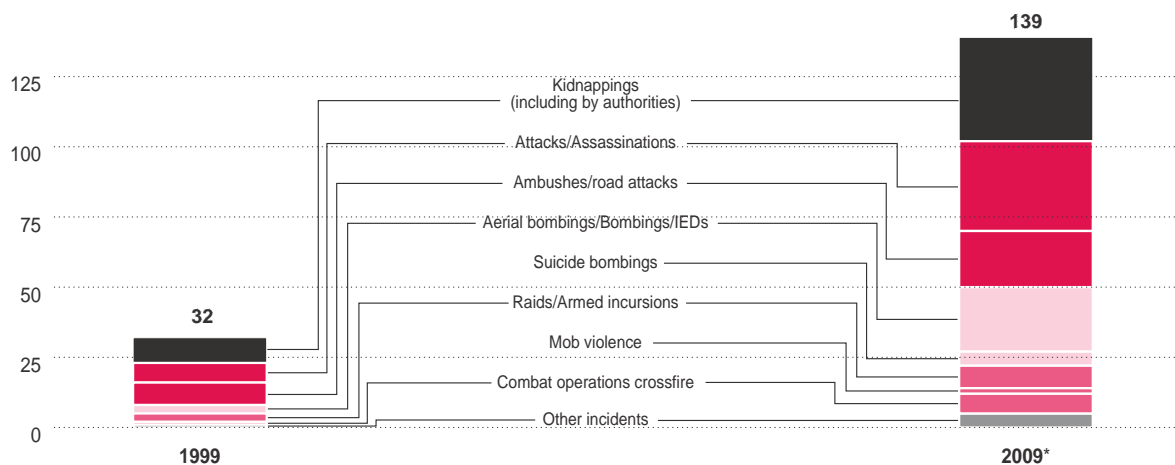 139
125
Kidnappings
(including by authorities)
100
Attacks/Assassinations
Ambushes/road attacks
75
Aerial bombings/Bombings/IEDs
Suicide bombings
50
32
Raids/Armed incursions
Mob violence
25
Combat operations crossfire
Other incidents
0
1999
2009*